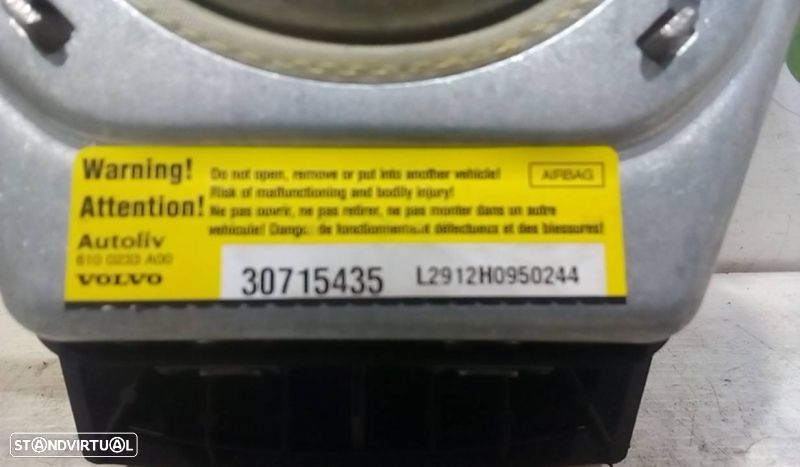 Warning!
Do not open, remove or put into another vehicle!
Risk of malfunctioning and bodily injury!
AIRBAG
Attention!
Ne pas ouvrir, ne pas retirer, ne pas monter dans un autre
vehicule! Danger de fonctionnement défectueux et des blessures!
Autoliv
610 0233 A00
VOLVO
30715435
L2912H0950244
STANDVIRTUAL